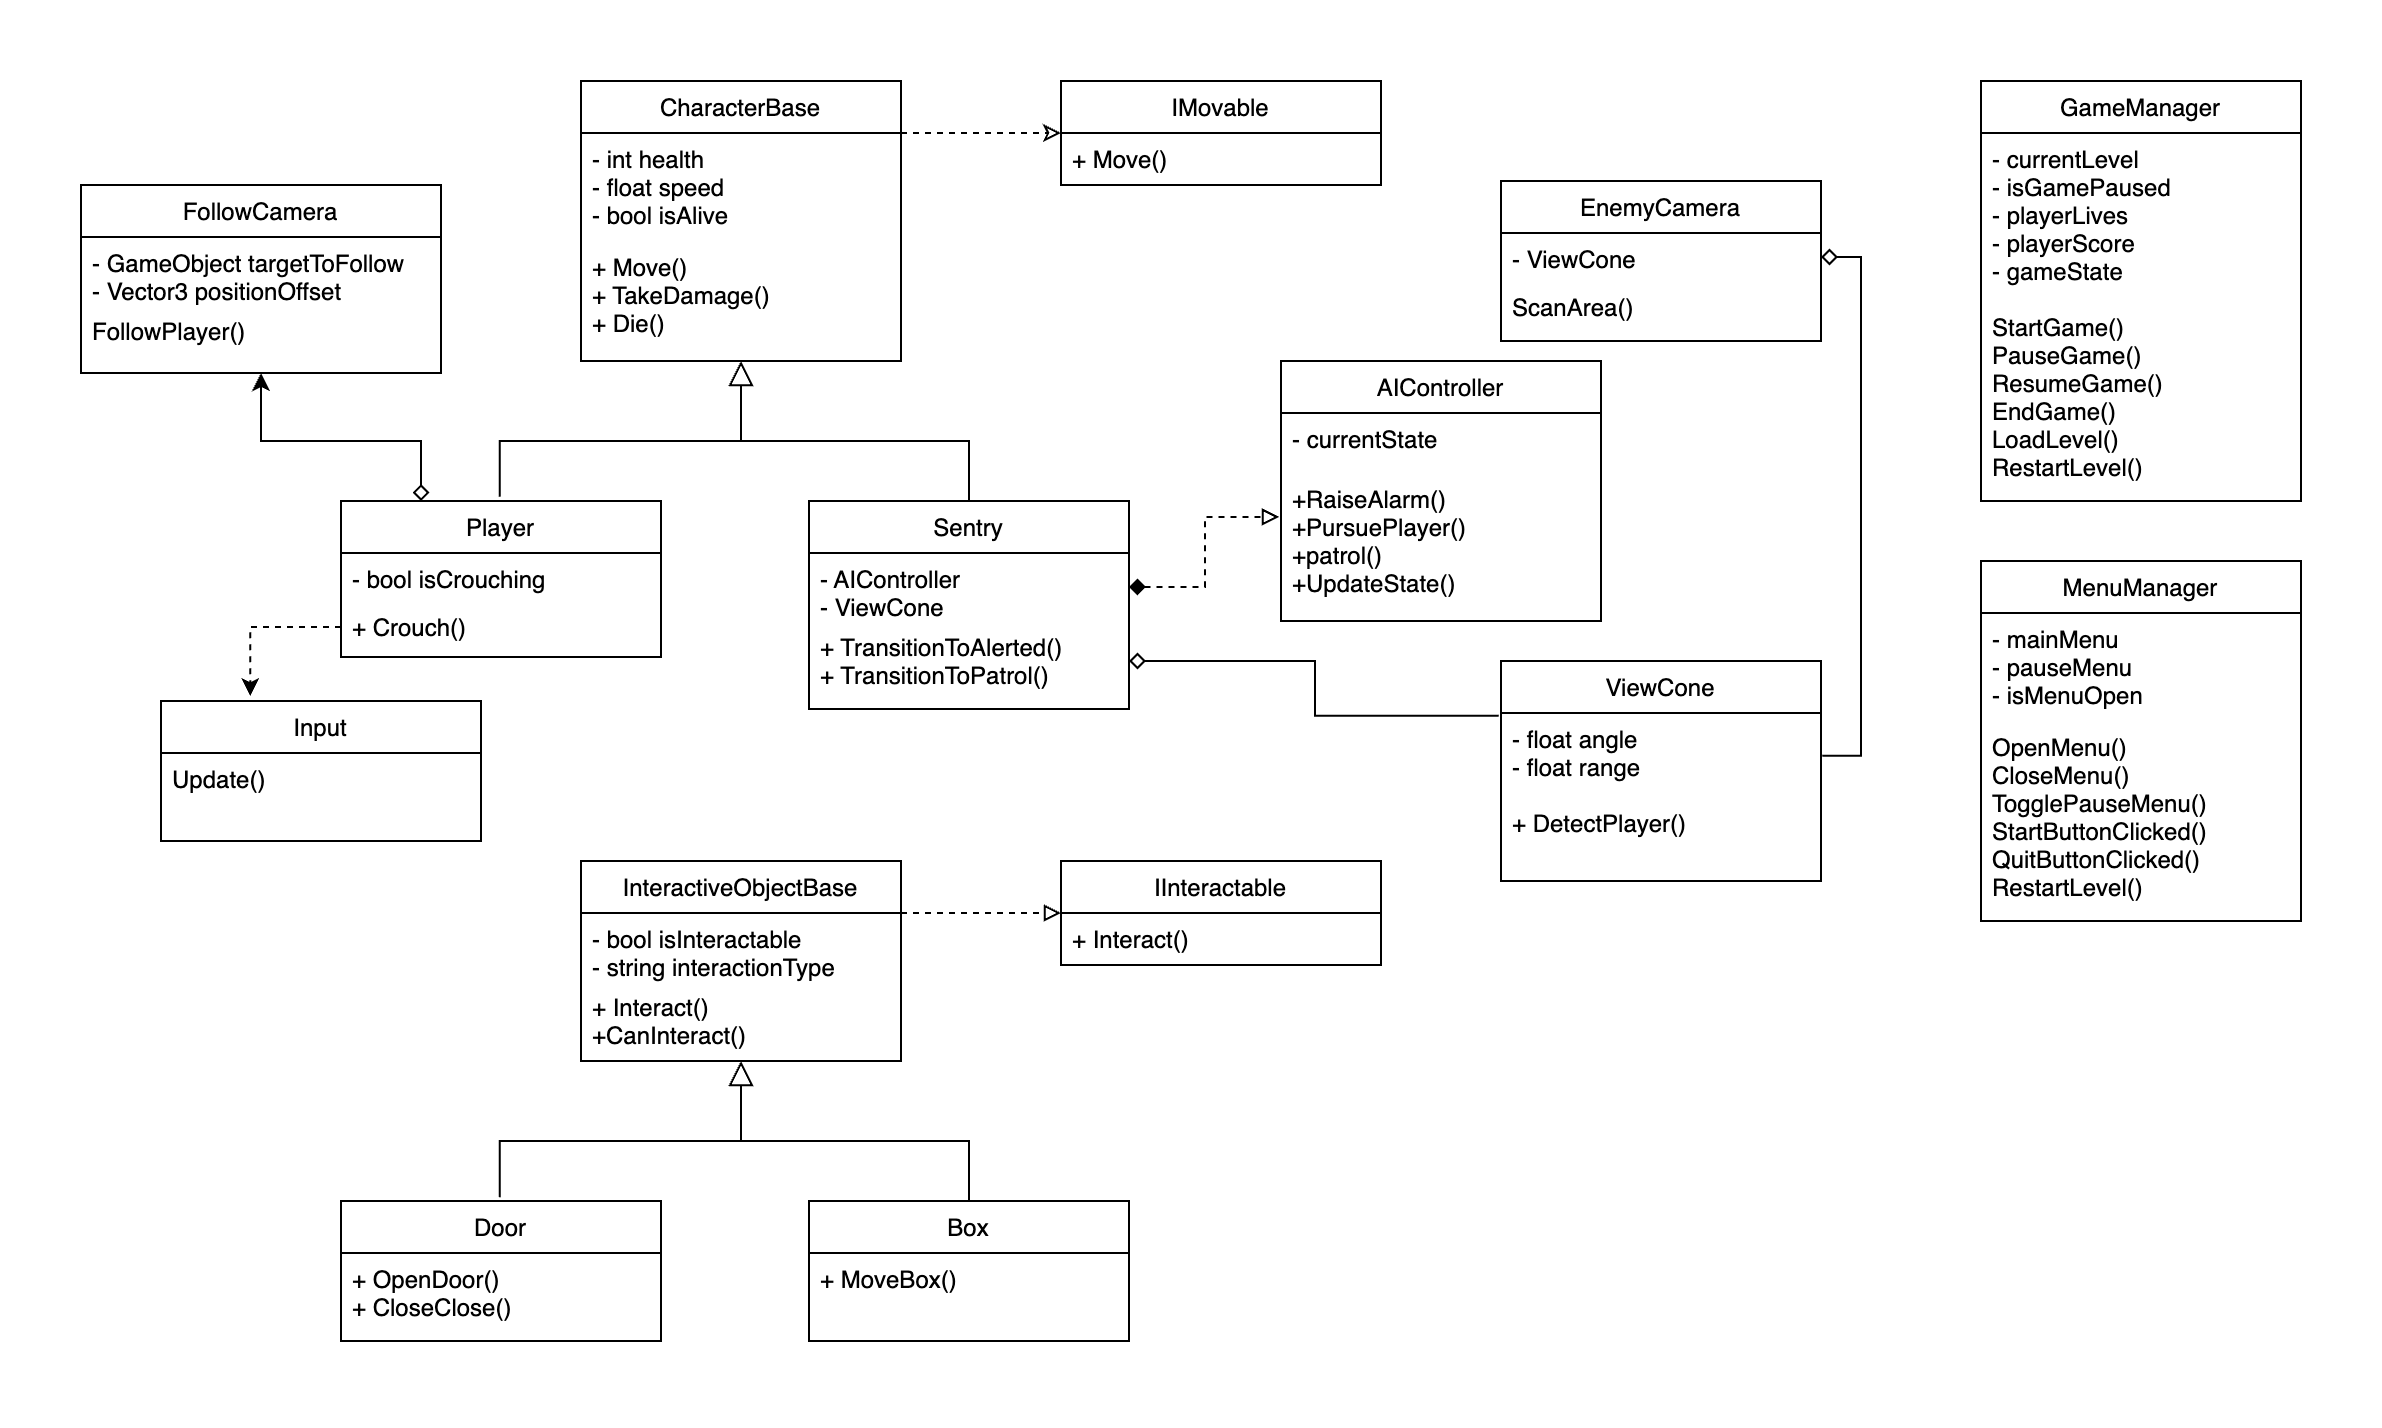 CharacterBase
- int health
- float speed
- bool isAlive
+ Move()
+ TakeDamage()
+ Die()
IMovable
+ Move()
GameManager
- currentLevel
- isGamePaused
- playerLives
- playerScore
- gameState
StartGame()
PauseGame()
ResumeGame()
EndGame()
LoadLevel()
RestartLevel()
FollowCamera
- GameObject targetToFollow
- Vector3 positionOffset
FollowPlayer()
EnemyCamera
- ViewCone
ScanArea()
AIController
- currentState
+RaiseAlarm()
+PursuePlayer()
+patrol()
+UpdateState()
Player
- bool isCrouching
+ Crouch()
Sentry
- AIController
- ViewCone
+ TransitionToAlerted()
+ TransitionToPatrol()
MenuManager
- mainMenu
- pauseMenu
- isMenuOpen
OpenMenu()
CloseMenu()
TogglePauseMenu()
StartButtonClicked()
QuitButtonClicked()
RestartLevel()
Input
Update()
ViewCone
- float angle
- float range
+ DetectPlayer()
InteractiveObjectBase
- bool isInteractable
- string interactionType
+ Interact()
+CanInteract()
IInteractable
+ Interact()
Door
+ OpenDoor()
+ CloseClose()
Box
+ MoveBox()